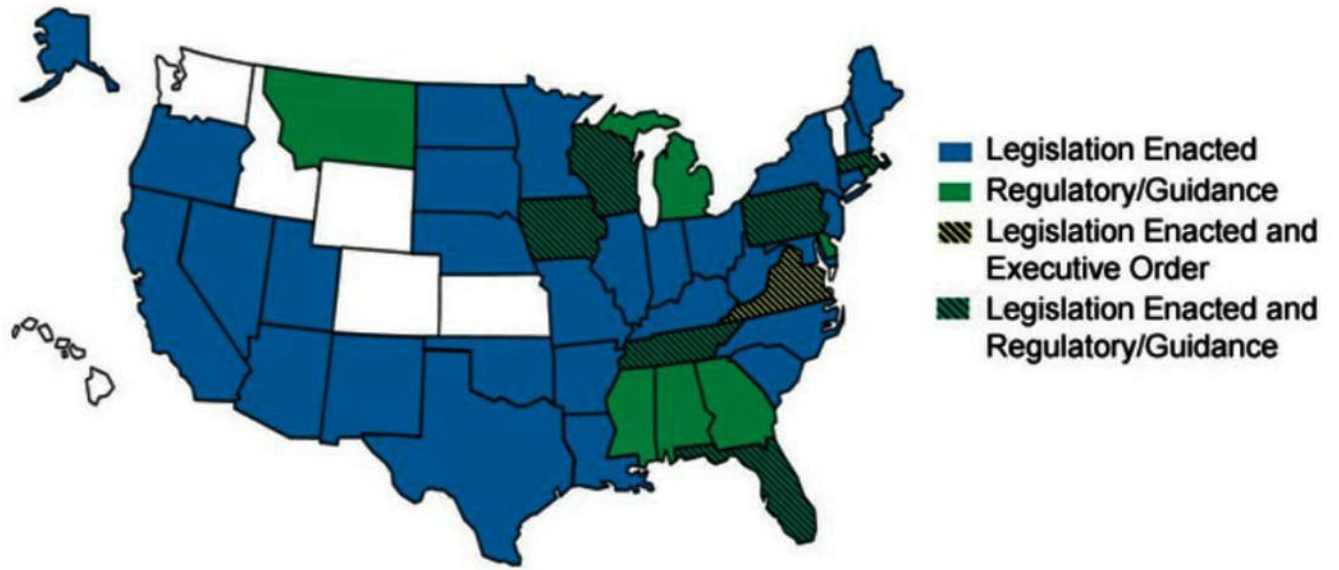 Legislation Enacted
Regulatory/Guidance
Legislation Enacted and
Executive Order
Legislation Enacted and
Regulatory/Guidance